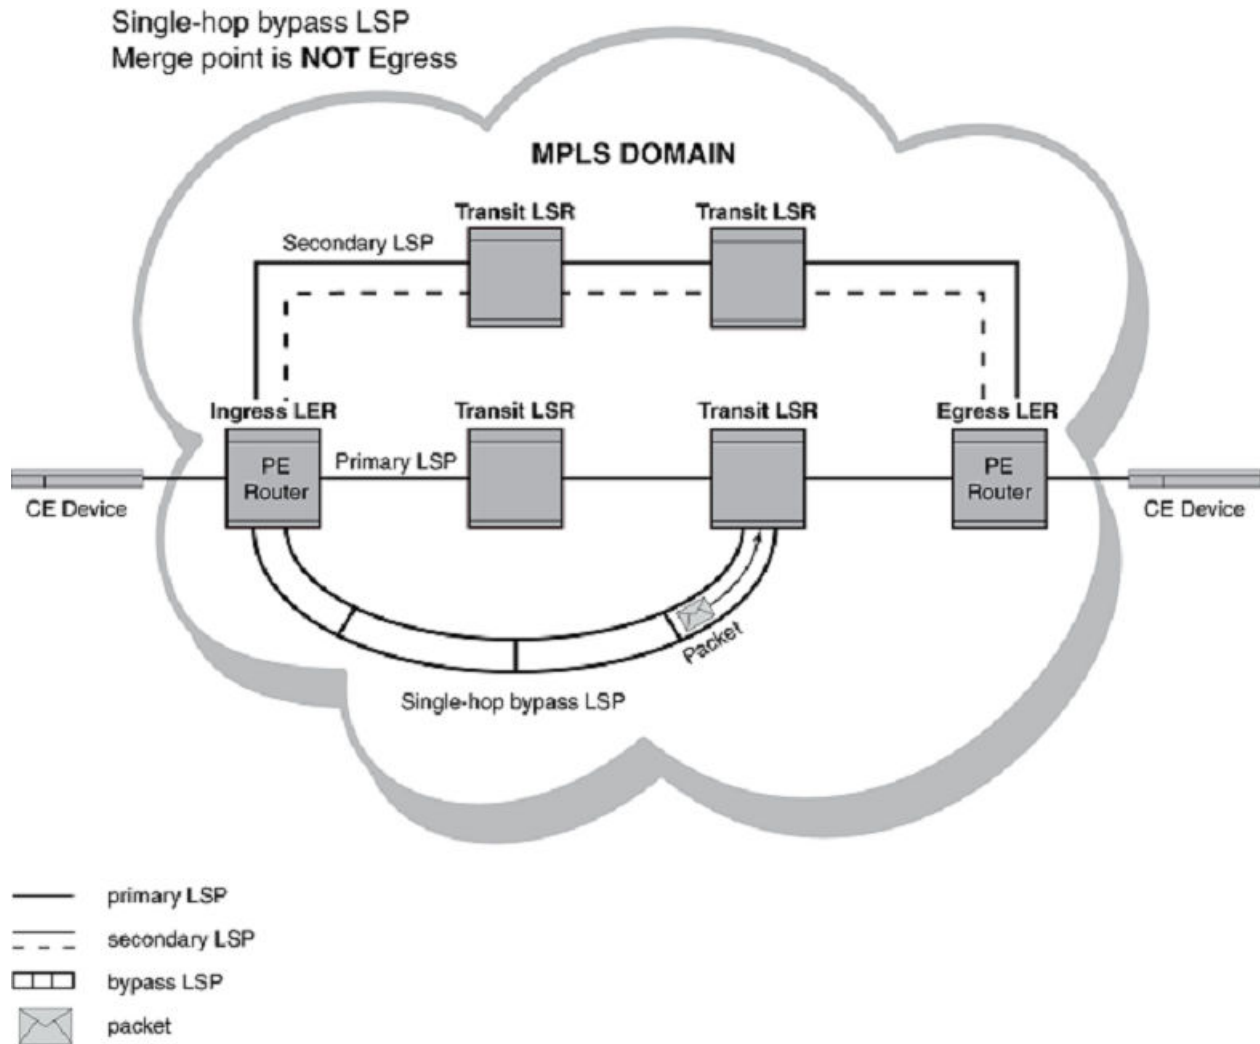 Single-hop bypass LSP
Merge point is NOT Egress
MPLS DOMAIN
Transit LSR
Transit LSR
Secondary LSP
Ingress LER
Transit LSR
Transit LSR
Egress LER
PE
Router
Primary LSP
PE
Router
CE Device
CE Device
Packet
Single-hop bypass LSP
primary LSP
secondary LSP
bypass LSP
packet